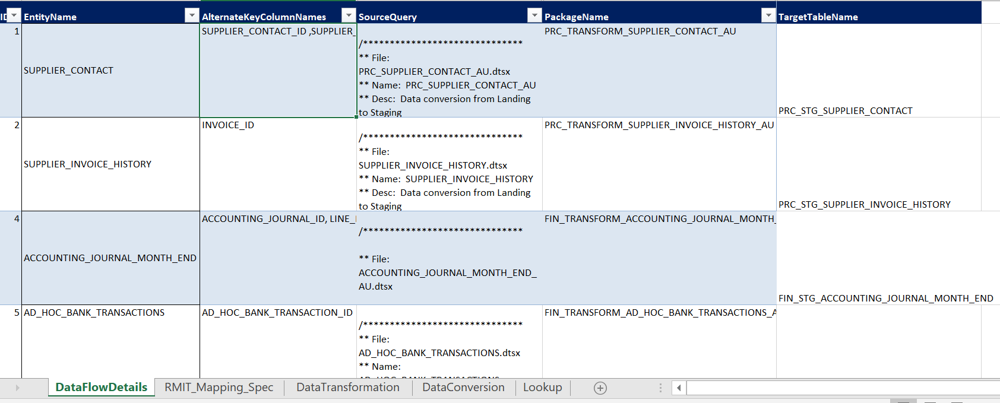 ID EntityName AlternateKeyColumnNames SourceQuery PackageName TargetTableName
1
SUPPLIER_CONTACT
SUPPLIER_CONTACT_ID ,SUPPLIER_
/******************************
** File:
PRC_SUPPLIER_CONTACT_AU.dtsx
** Name:  PRC_SUPPLIER_CONTACT_AU
** Desc:  Data conversion from Landing
to Staging
PRC_TRANSFORM_SUPPLIER_CONTACT_AU
PRC_STG_SUPPLIER_CONTACT
2
SUPPLIER_INVOICE_HISTORY
INVOICE_ID
/******************************
** File:
SUPPLIER_INVOICE_HISTORY.dtsx
** Name:  SUPPLIER_INVOICE_HISTORY
** Desc:  Data conversion from Landing
to Staging
PRC_TRANSFORM_SUPPLIER_INVOICE_HISTORY_AU
PRC_STG_SUPPLIER_INVOICE_HISTORY
4
ACCOUNTING_JOURNAL_MONTH_END
ACCOUNTING_JOURNAL_ID, LINE_
/******************************
** File:
ACCOUNTING_JOURNAL_MONTH_END_
AU.dtsx
FIN_TRANSFORM_ACCOUNTING_JOURNAL_MONTH_
FIN_STG_ACCOUNTING_JOURNAL_MONTH_END
5
AD_HOC_BANK_TRANSACTIONS
AD_HOC_BANK_TRANSACTION_ID
/******************************
** File:
AD_HOC_BANK_TRANSACTIONS.dtsx
** Name:
FIN_TRANSFORM_AD_HOC_BANK_TRANSACTIONS_A
DataFlowDetails RMIT_Mapping_Spec DataTransformation DataConversion Lookup